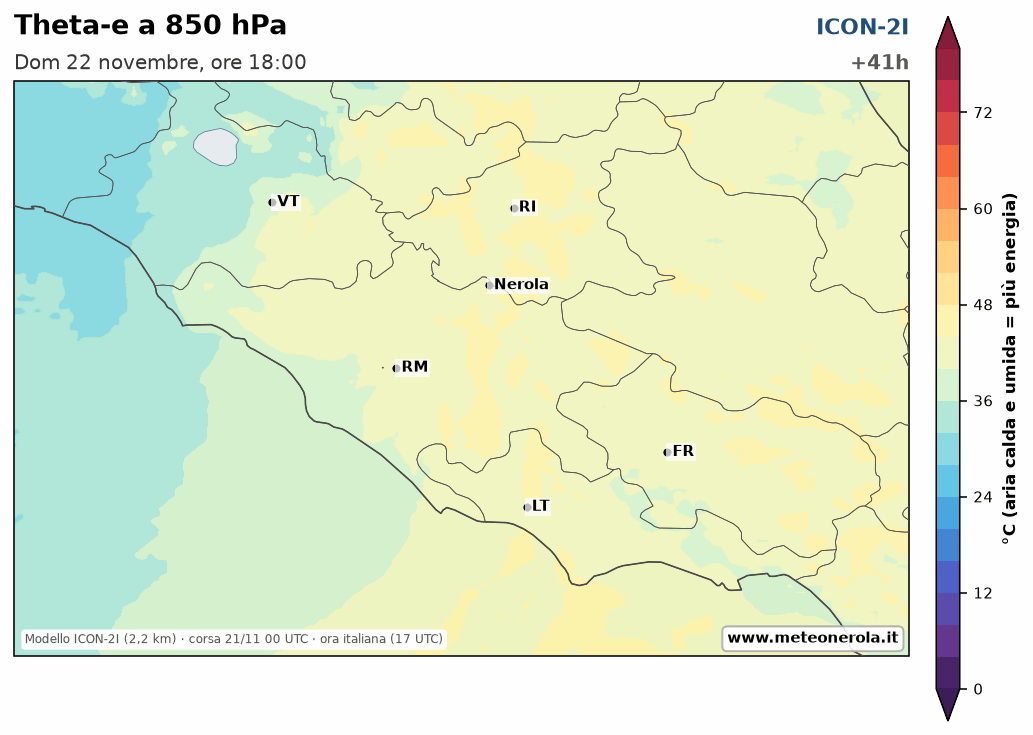 Theta-e a 850 hPa
ICON-2I
Dom 22 novembre, ore 18:00
+41h
VT
RI
Nerola
RM
FR
LT
Modello ICON-2I (2,2 km) · corsa 21/11 00 UTC · ora italiana (17 UTC)
www.meteonerola.it
72
60
48
36
24
12
0
°C (aria calda e umida = più energia)